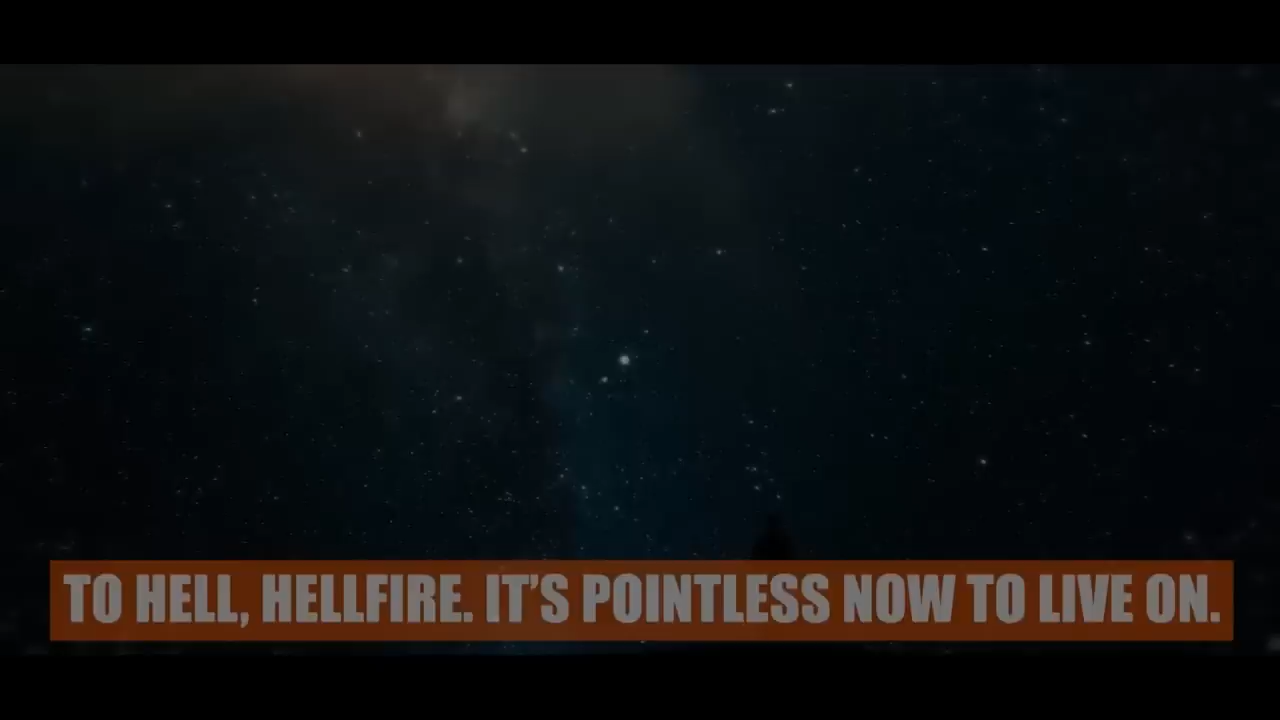 TO HELL, HELLFIRE. IT’S POINTLESS NOW TO LIVE ON.